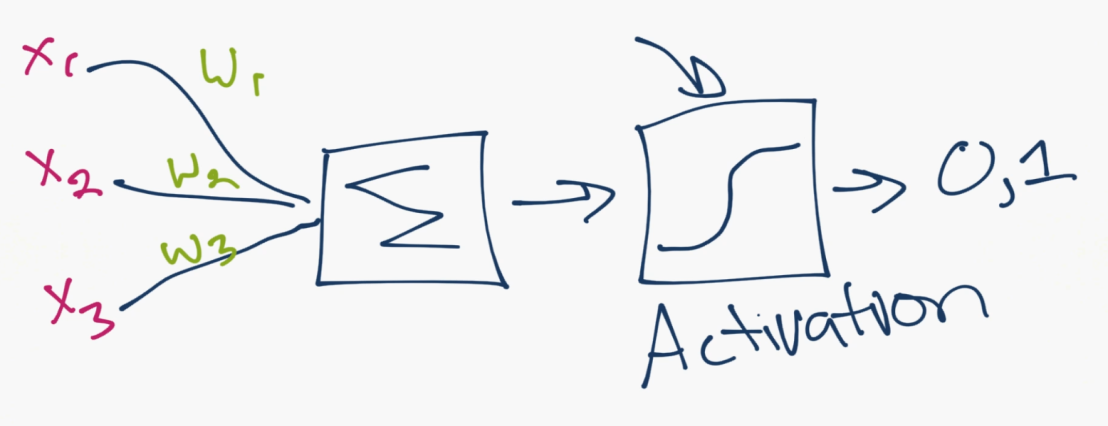 x1 W1
x2 W2
Σ
0,1
W3
x3
Activation